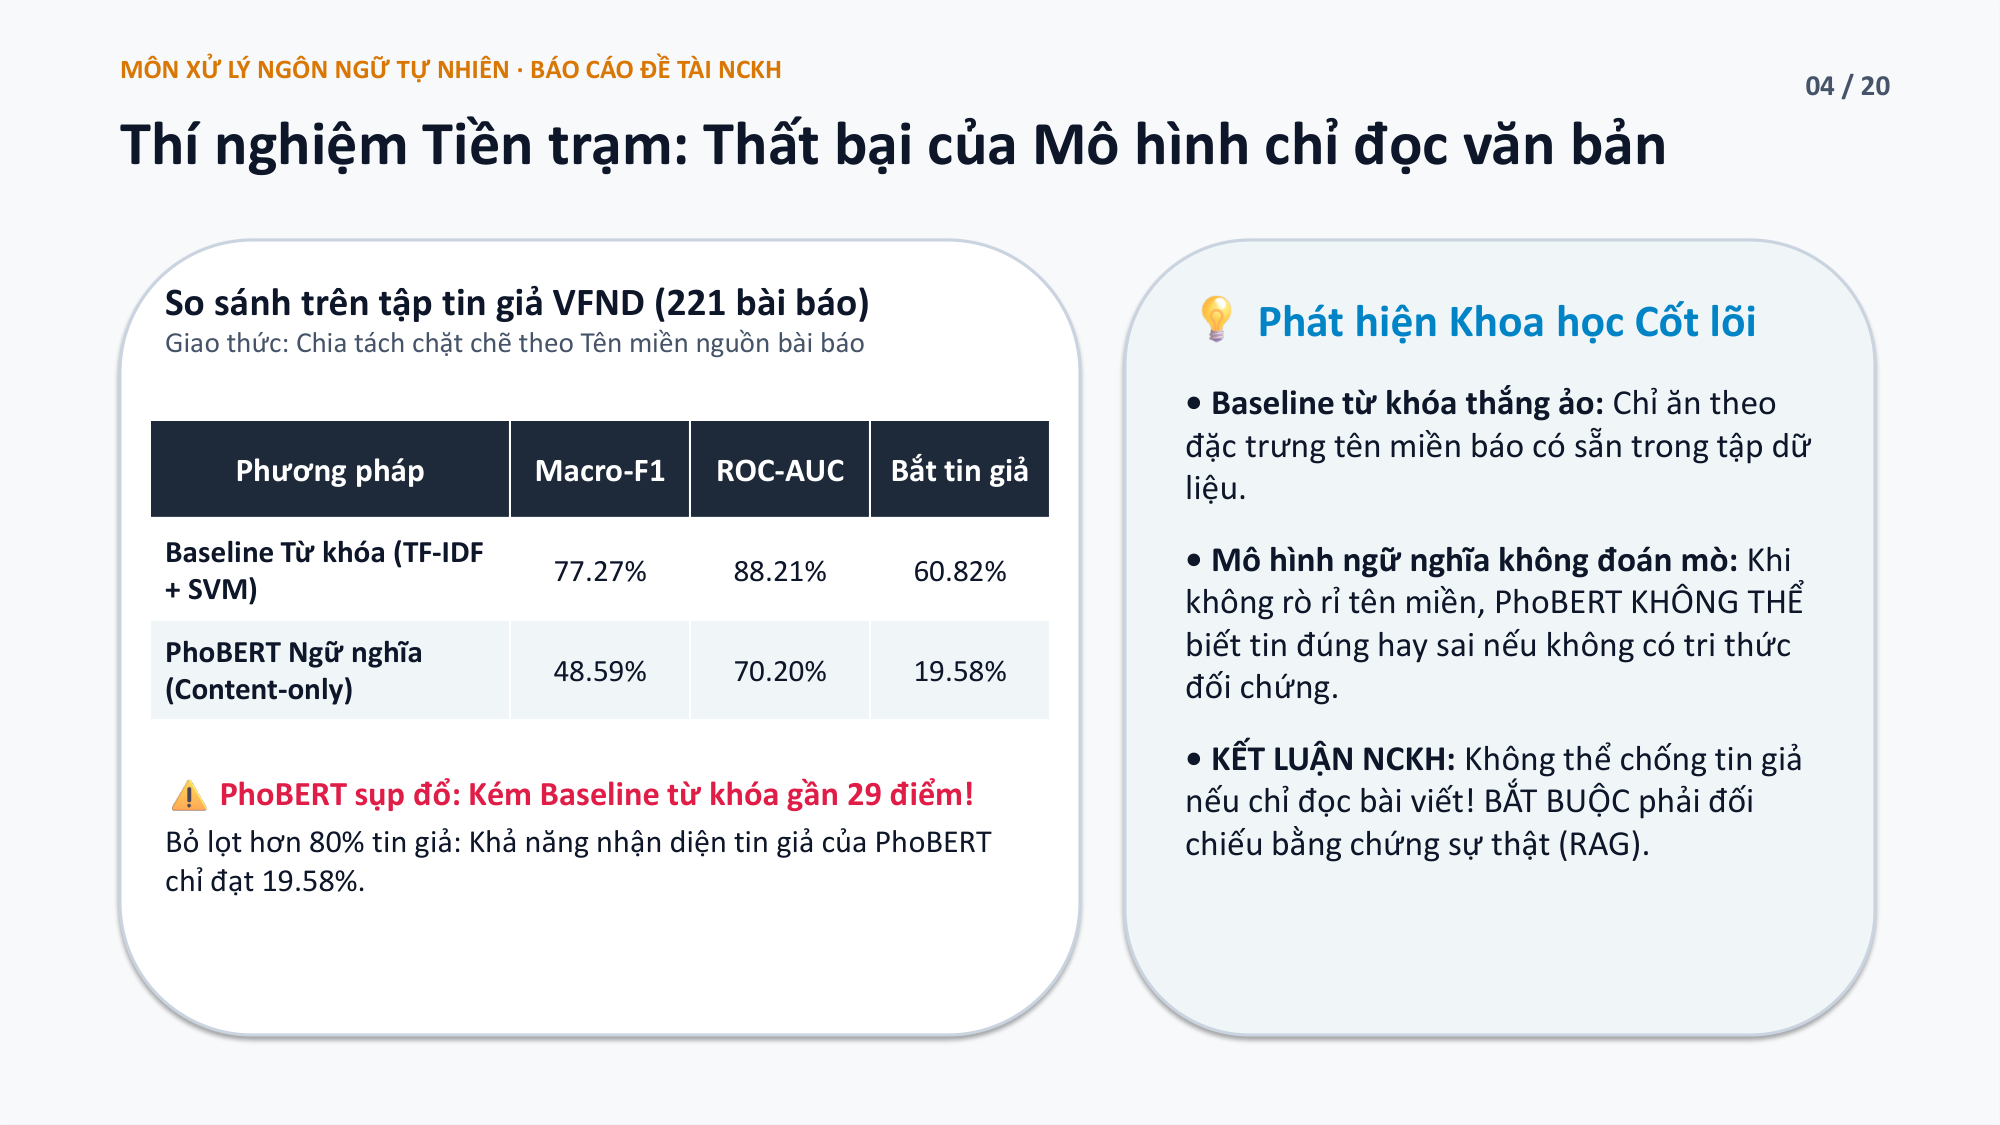 MÔN XỬ LÝ NGÔN NGỮ TỰ NHIÊN · BÁO CÁO ĐỀ TÀI NCKH
04 / 20
Thí nghiệm Tiền trạm: Thất bại của Mô hình chỉ đọc văn bản
So sánh trên tập tin giả VFND (221 bài báo)
Giao thức: Chia tách chặt chẽ theo Tên miền nguồn bài báo
Phương pháp Macro-F1 ROC-AUC Bắt tin giả
Baseline Từ khóa (TF-IDF
+ SVM) 77.27% 88.21% 60.82%
PhoBERT Ngữ nghĩa
(Content-only) 48.59% 70.20% 19.58%
⚠️ PhoBERT sụp đổ: Kém Baseline từ khóa gần 29 điểm!
Bỏ lọt hơn 80% tin giả: Khả năng nhận diện tin giả của PhoBERT
chỉ đạt 19.58%.
💡 Phát hiện Khoa học Cốt lõi
• Baseline từ khóa thắng ảo: Chỉ ăn theo
đặc trưng tên miền báo có sẵn trong tập dữ
liệu.
• Mô hình ngữ nghĩa không đoán mò: Khi
không rò rỉ tên miền, PhoBERT KHÔNG THỂ
biết tin đúng hay sai nếu không có tri thức
đối chứng.
• KẾT LUẬN NCKH: Không thể chống tin giả
nếu chỉ đọc bài viết! BẮT BUỘC phải đối
chiếu bằng chứng sự thật (RAG).